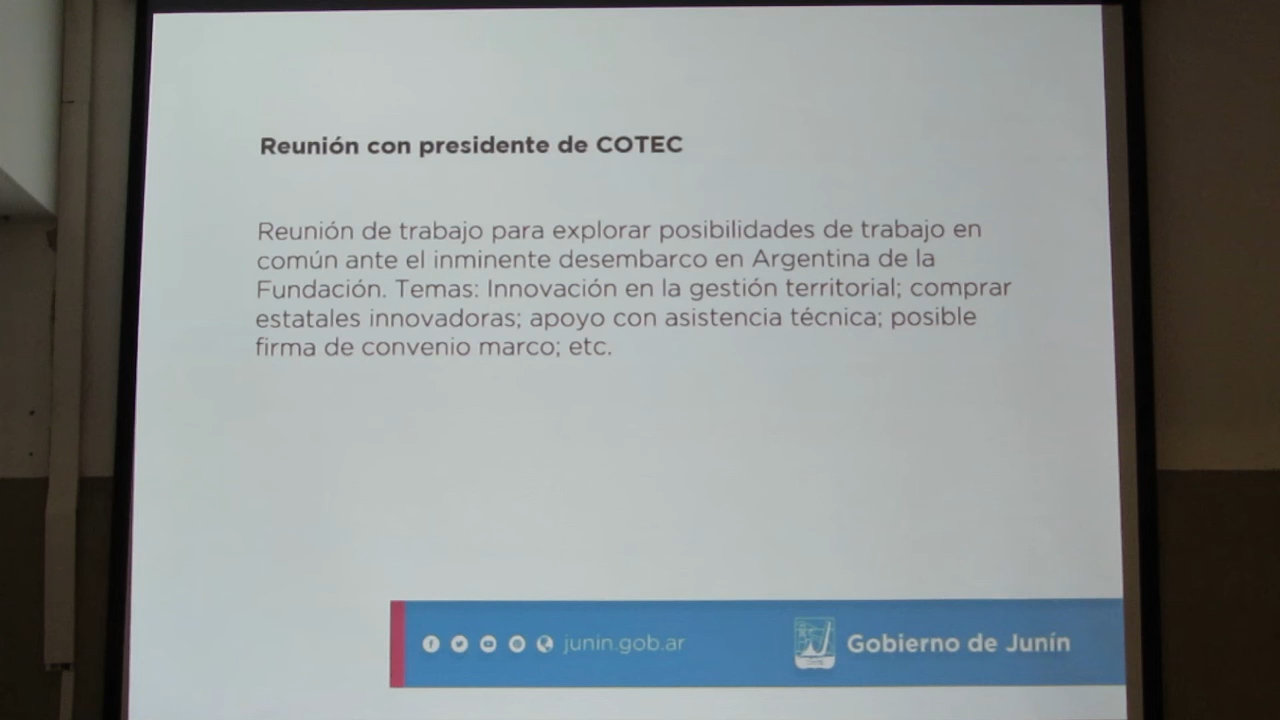 Reunión con presidente de COTEC
Reunión de trabajo para explorar posibilidades de trabajo en
común ante el inminente desembarco en Argentina de la
Fundación. Temas: Innovación en la gestión territorial; comprar
estatales innovadoras; apoyo con asistencia técnica; posible
firma de convenio marco; etc.
junin.gob.ar
Gobierno de Junín